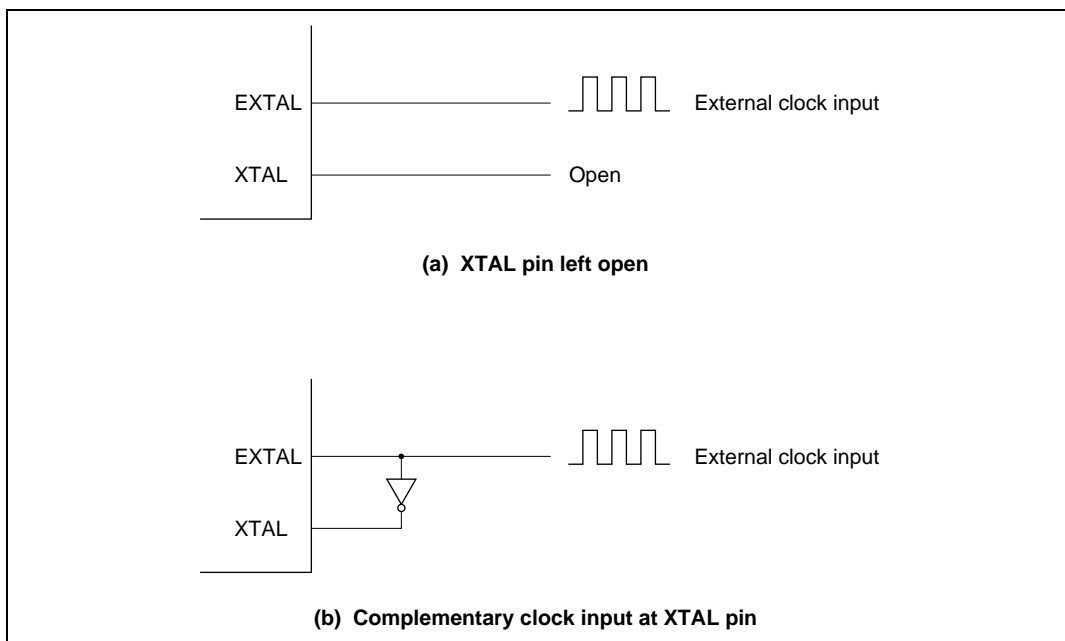 EXTAL
External clock input
XTAL
Open
(a) XTAL pin left open
EXTAL
External clock input
XTAL
(b) Complementary clock input at XTAL pin